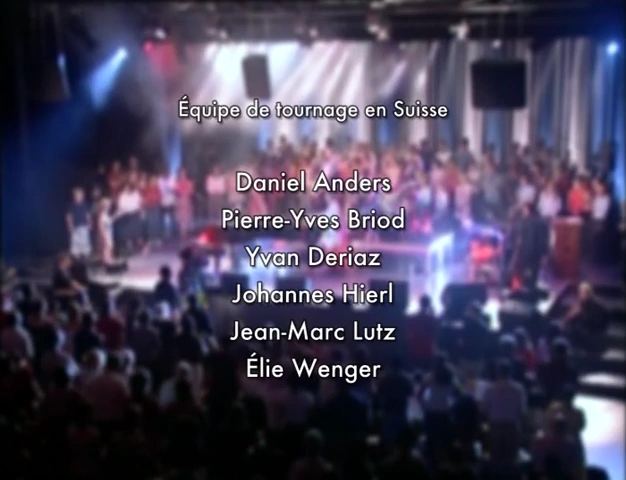 Équipe de tournage en Suisse
Daniel Anders
Pierre-Yves Briod
Yvan Deriaz
Johannes Hierl
Jean-Marc Lutz
Élie Wenger